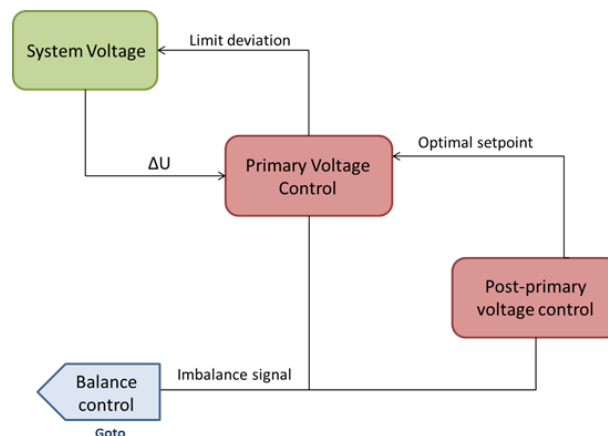 System Voltage
Limit deviation
ΔU
Primary Voltage
Control
Optimal setpoint
Post-primary
voltage control
Imbalance signal
Balance
control
Goto